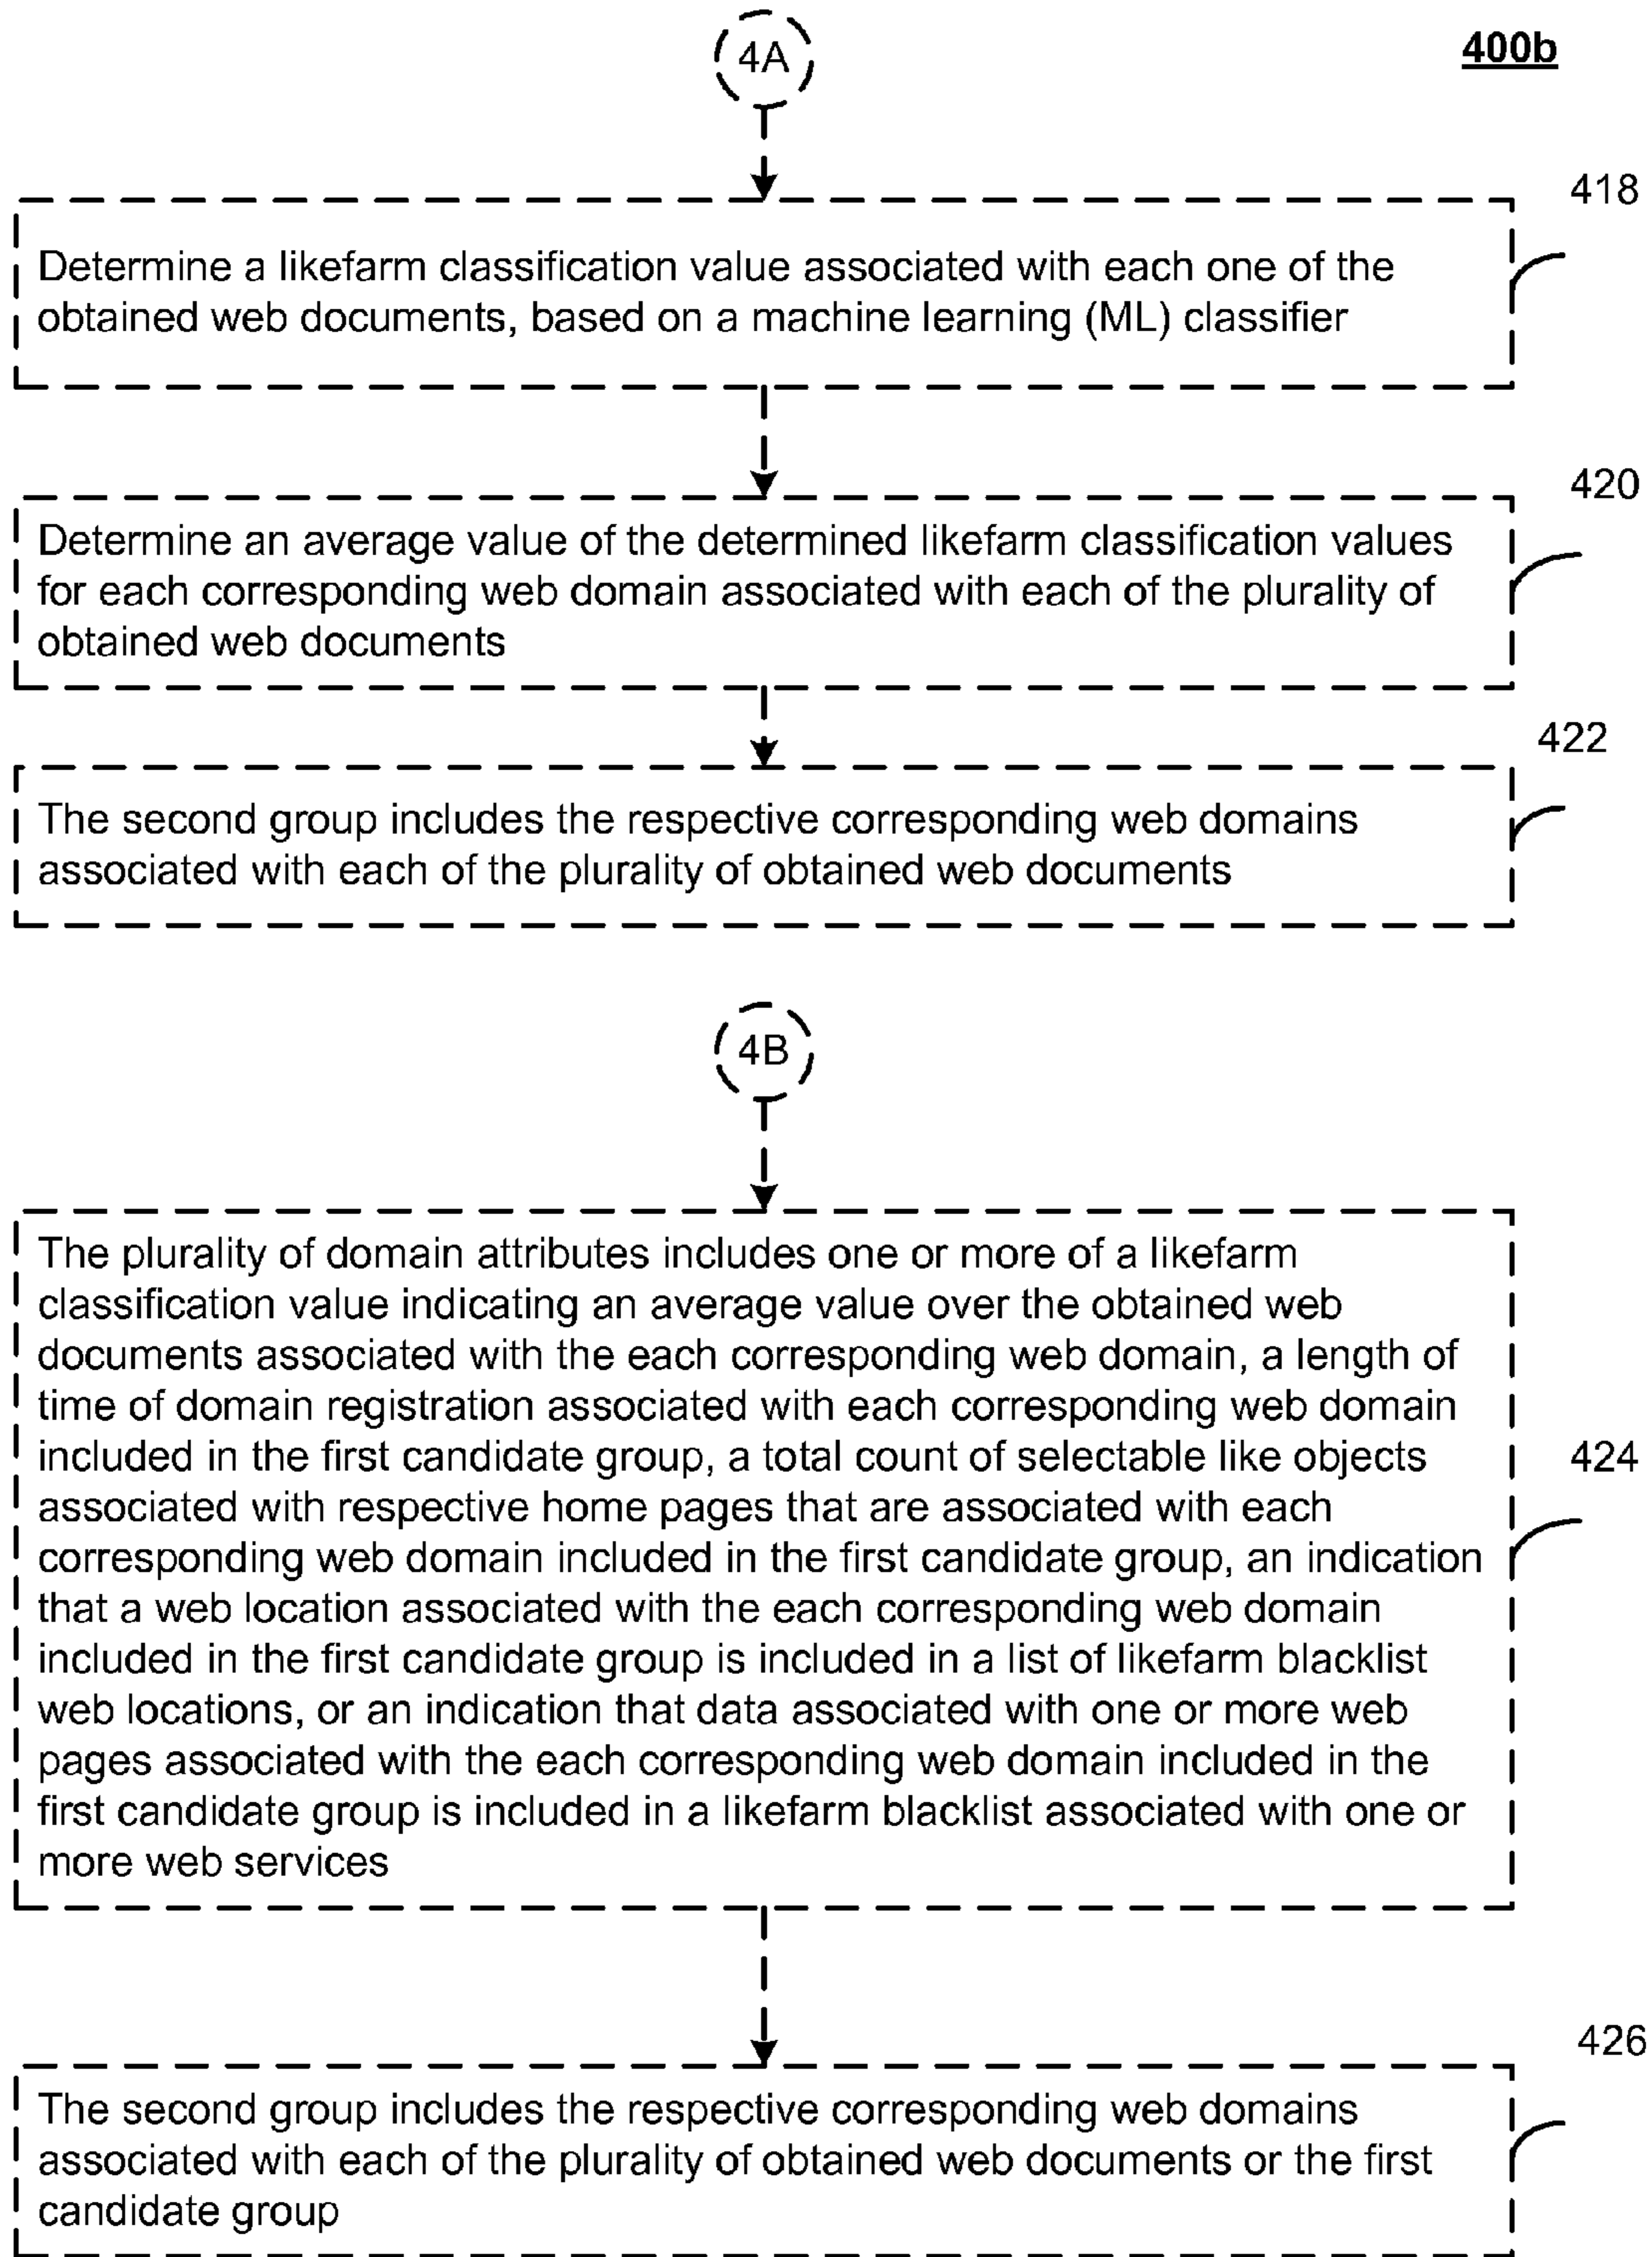 400b
4A
418
Determine a likefarm classification value associated with each one of the
obtained web documents, based on a machine learning (ML) classifier
420
Determine an average value of the determined likefarm classification values
for each corresponding web domain associated with each of the plurality of
obtained web documents
422
The second group includes the respective corresponding web domains
associated with each of the plurality of obtained web documents
4B
The plurality of domain attributes includes one or more of a likefarm
classification value indicating an average value over the obtained web
documents associated with the each corresponding web domain, a length of
time of domain registration associated with each corresponding web domain
included in the first candidate group, a total count of selectable like objects
associated with respective home pages that are associated with each
corresponding web domain included in the first candidate group, an indication
that a web location associated with the each corresponding web domain
included in the first candidate group is included in a list of likefarm blacklist
web locations, or an indication that data associated with one or more web
pages associated with the each corresponding web domain included in the
first candidate group is included in a likefarm blacklist associated with one or
more web services
424
426
The second group includes the respective corresponding web domains
associated with each of the plurality of obtained web documents or the first
candidate group